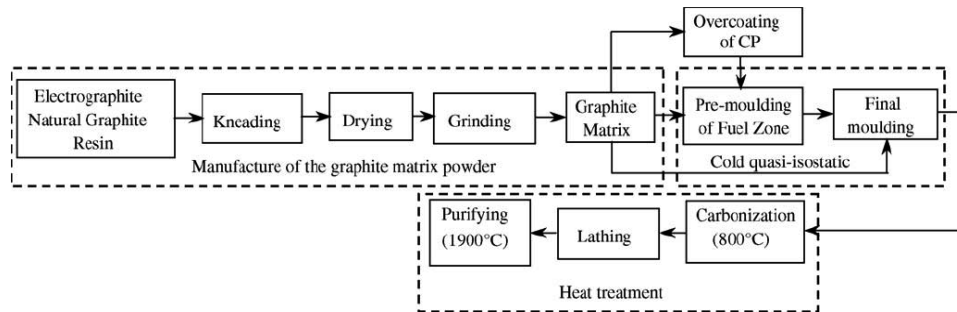 Overcoating
of CP
Electrographite
Natural Graphite
Resin
Kneading
Drying
Grinding
Graphite
Matrix
Pre-moulding
of Fuel Zone
Final
moulding
Manufacture of the graphite matrix powder
Cold quasi-isostatic
Purifying
(1900°C)
Lathing
Carbonization
(800°C)
Heat treatment